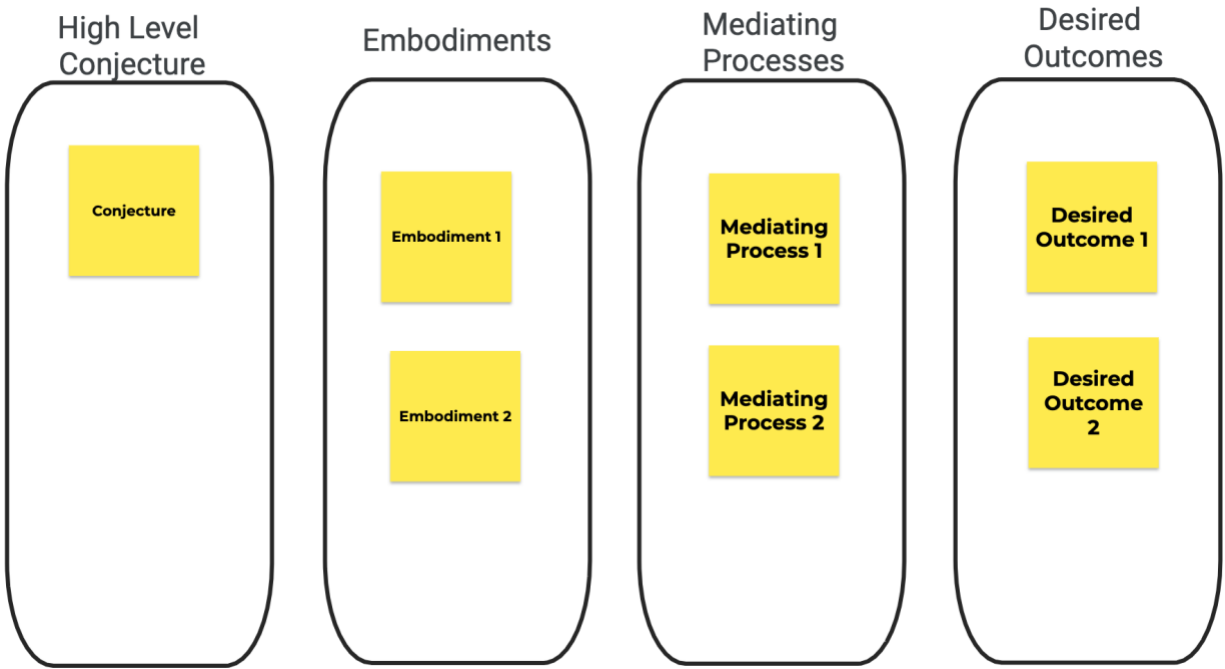 High Level
Conjecture
Embodiments
Mediating
Processes
Desired
Outcomes
Conjecture
Embodiment 1
Embodiment 2
Mediating
Process 1
Mediating
Process 2
Desired
Outcome 1
Desired
Outcome
2